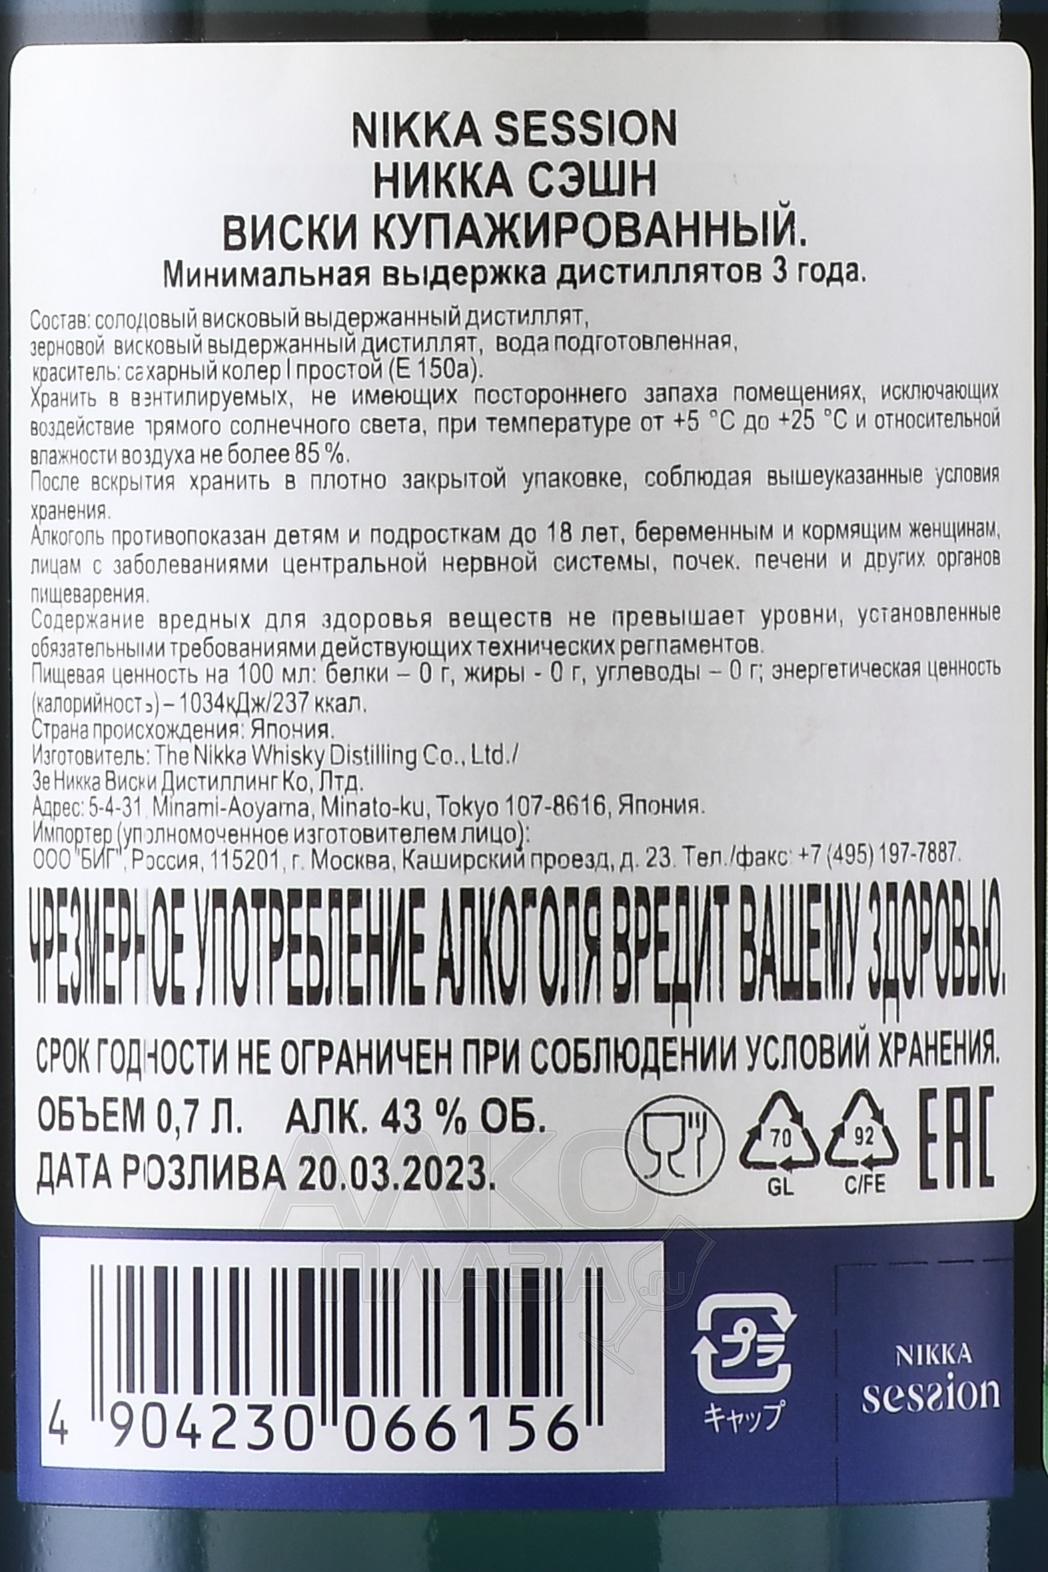 NIKKA SESSION
НИККА СЭШН
ВИСКИ КУПАЖИРОВАННЫЙ.
Минимальная выдержка дистиллятов 3 года.
Состав: солодовый висковый выдержанный дистиллят,
зерновой висковый выдержанный дистиллят, вода подготовленная,
краситель: сахарный колер I простой (Е 150а).
Хранить в вентилируемых, не имеющих постороннего запаха помещениях, исключающих
воздействие прямого солнечного света, при температуре от +5 °С до +25 °С и относительной
влажности воздуха не более 85 %.
После вскрытия хранить в плотно закрытой упаковке, соблюдая вышеуказанные условия
хранения.
Алкоголь противопоказан детям и подросткам до 18 лет, беременным и кормящим женщинам,
лицам с заболеваниями центральной нервной системы, почек. печени и других органов
пищеварения.
Содержание вредных для здоровья веществ не превышает уровни, установленные
обязательными требованиями действующих технических регламентов.
Пищевая ценность на 100 мл: белки – 0 г, жиры - 0 г, углеводы – 0 г; энергетическая ценность
(калорийность) – 1034кДж/237 ккал.
Страна происхождения: Япония.
Изготовитель: The Nikka Whisky Distilling Co., Ltd./
Зе Никка Виски Дистиллинг Ко, Лтд.
Адрес: 5-4-31 Minami-Aoyama, Minato-ku, Tokyo 107-8616, Япония.
Импортер (уполномоченное изготовителем лицо):
ООО "БИГ", Россия, 115201, г. Москва, Каширский проезд, д. 23. Тел./факс: +7 (495) 197-7887.
ЧРЕЗМЕРНОЕ УПОТРЕБЛЕНИЕ АЛКОГОЛЯ ВРЕДИТ ВАШЕМУ ЗДОРОВЬЮ.
СРОК ГОДНОСТИ НЕ ОГРАНИЧЕН ПРИ СОБЛЮДЕНИИ УСЛОВИЙ ХРАНЕНИЯ.
ОБЪЕМ 0,7 Л. АЛК. 43 % ОБ.
ДАТА РОЗЛИВА 20.03.2023.
70
GL
92
C/FE
EAC
АЛКО
ПЛАЗА.ru
4 904230 066156
プラ
キャップ
NIKKA
session